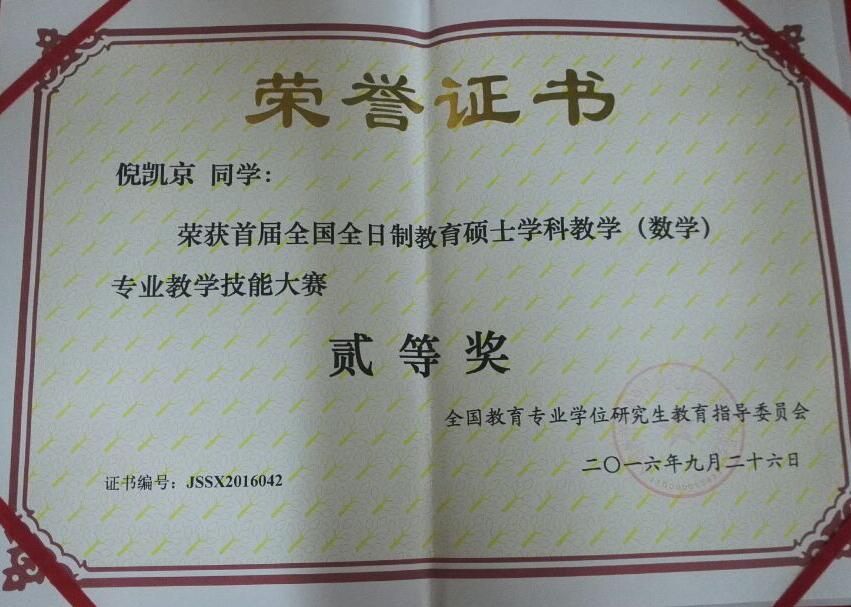 荣誉证书
倪凯京 同学：
荣获首届全国全日制教育硕士学科教学（数学）
专业教学技能大赛
贰等奖
全国教育专业学位研究生教育指导委员会
二〇一六年九月二十六日
证书编号：JSSX2016042